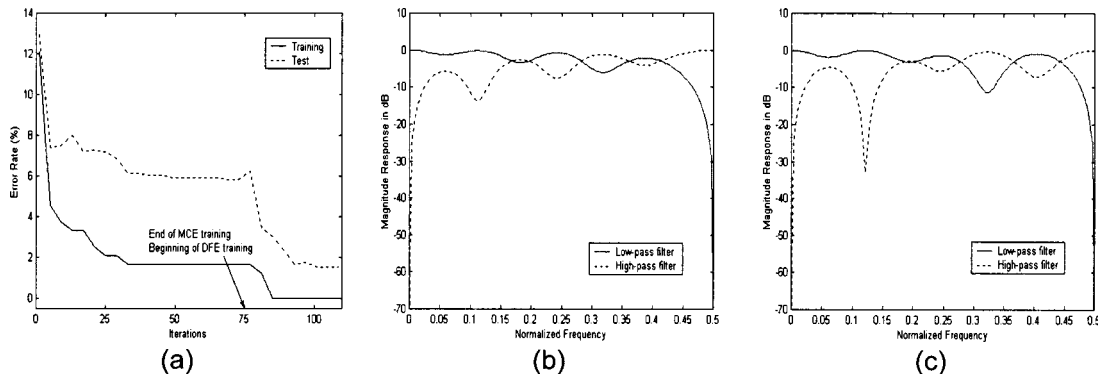 14
12
10
8
6
4
2
0
Error Rate (%)
Training
Test
End of MCE training
Beginning of DFE training
0 25 50 75 100
Iterations
(a)
10
0
-10
-20
-30
-40
-50
-60
-70
Magnitude Response in dB
Low-pass filter
High-pass filter
0 0.05 0.1 0.15 0.2 0.25 0.3 0.35 0.4 0.45 0.5
Normalized Frequency
(b)
10
0
-10
-20
-30
-40
-50
-60
-70
Magnitude Response in dB
Low-pass filter
High-pass filter
0 0.05 0.1 0.15 0.2 0.25 0.3 0.35 0.4 0.45 0.5
Normalized Frequency
(c)